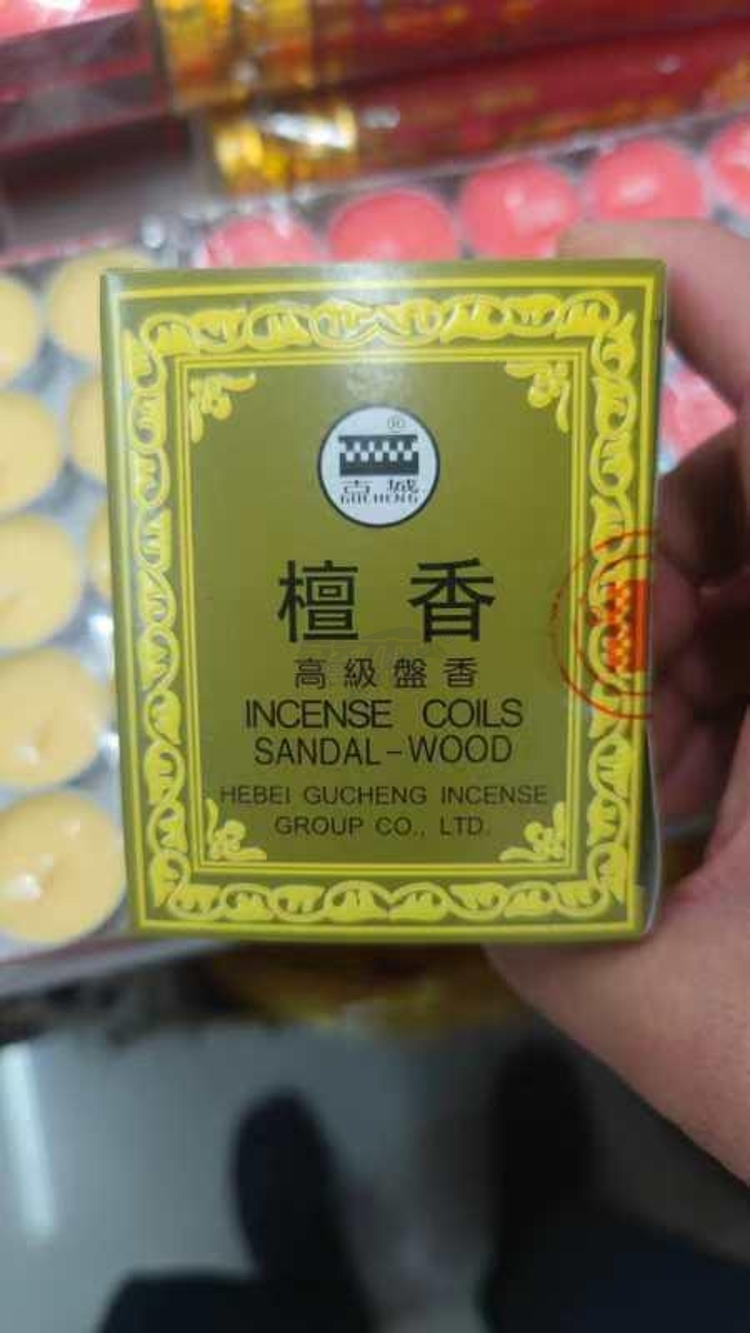 ®
古城
GUCHENG
檀香
高級盤香
INCENSE COILS
SANDAL-WOOD
HEBEI GUCHENG INCENSE
GROUP CO., LTD.